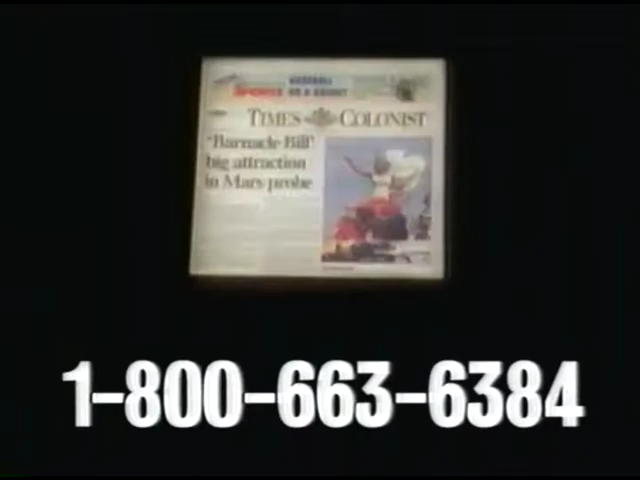 SPORTS
BASEBALL
TIMES COLONIST
"Barnacle Bill'
big attraction
in Mars probe
1-800-663-6384